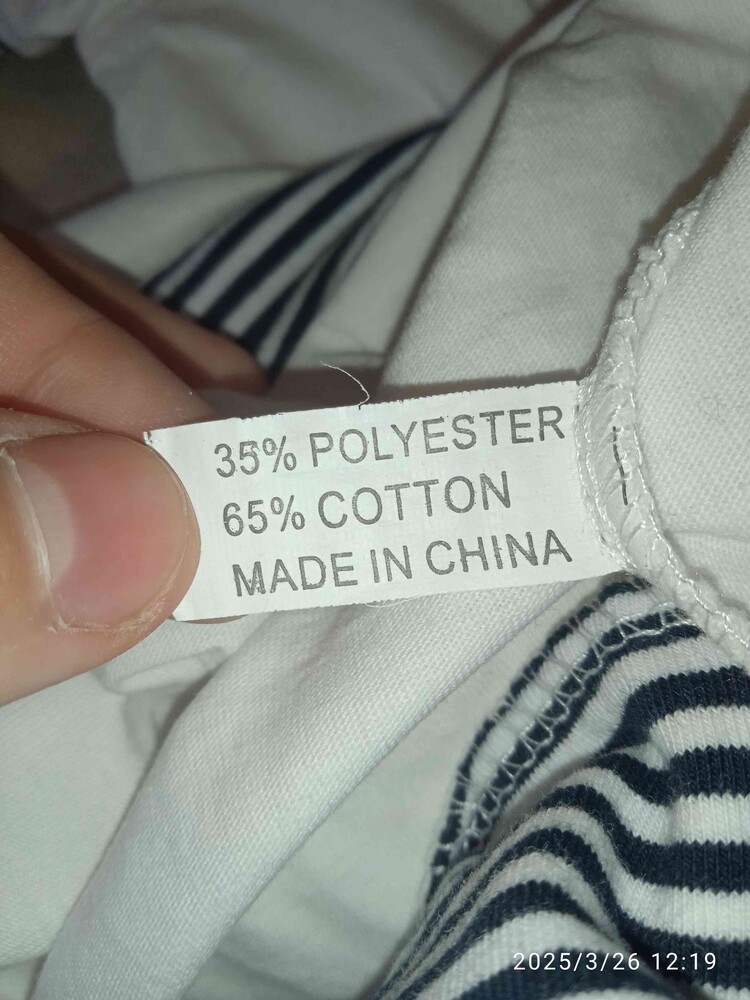 35% POLYESTER
65% COTTON
MADE IN CHINA
2025/3/26 12:19